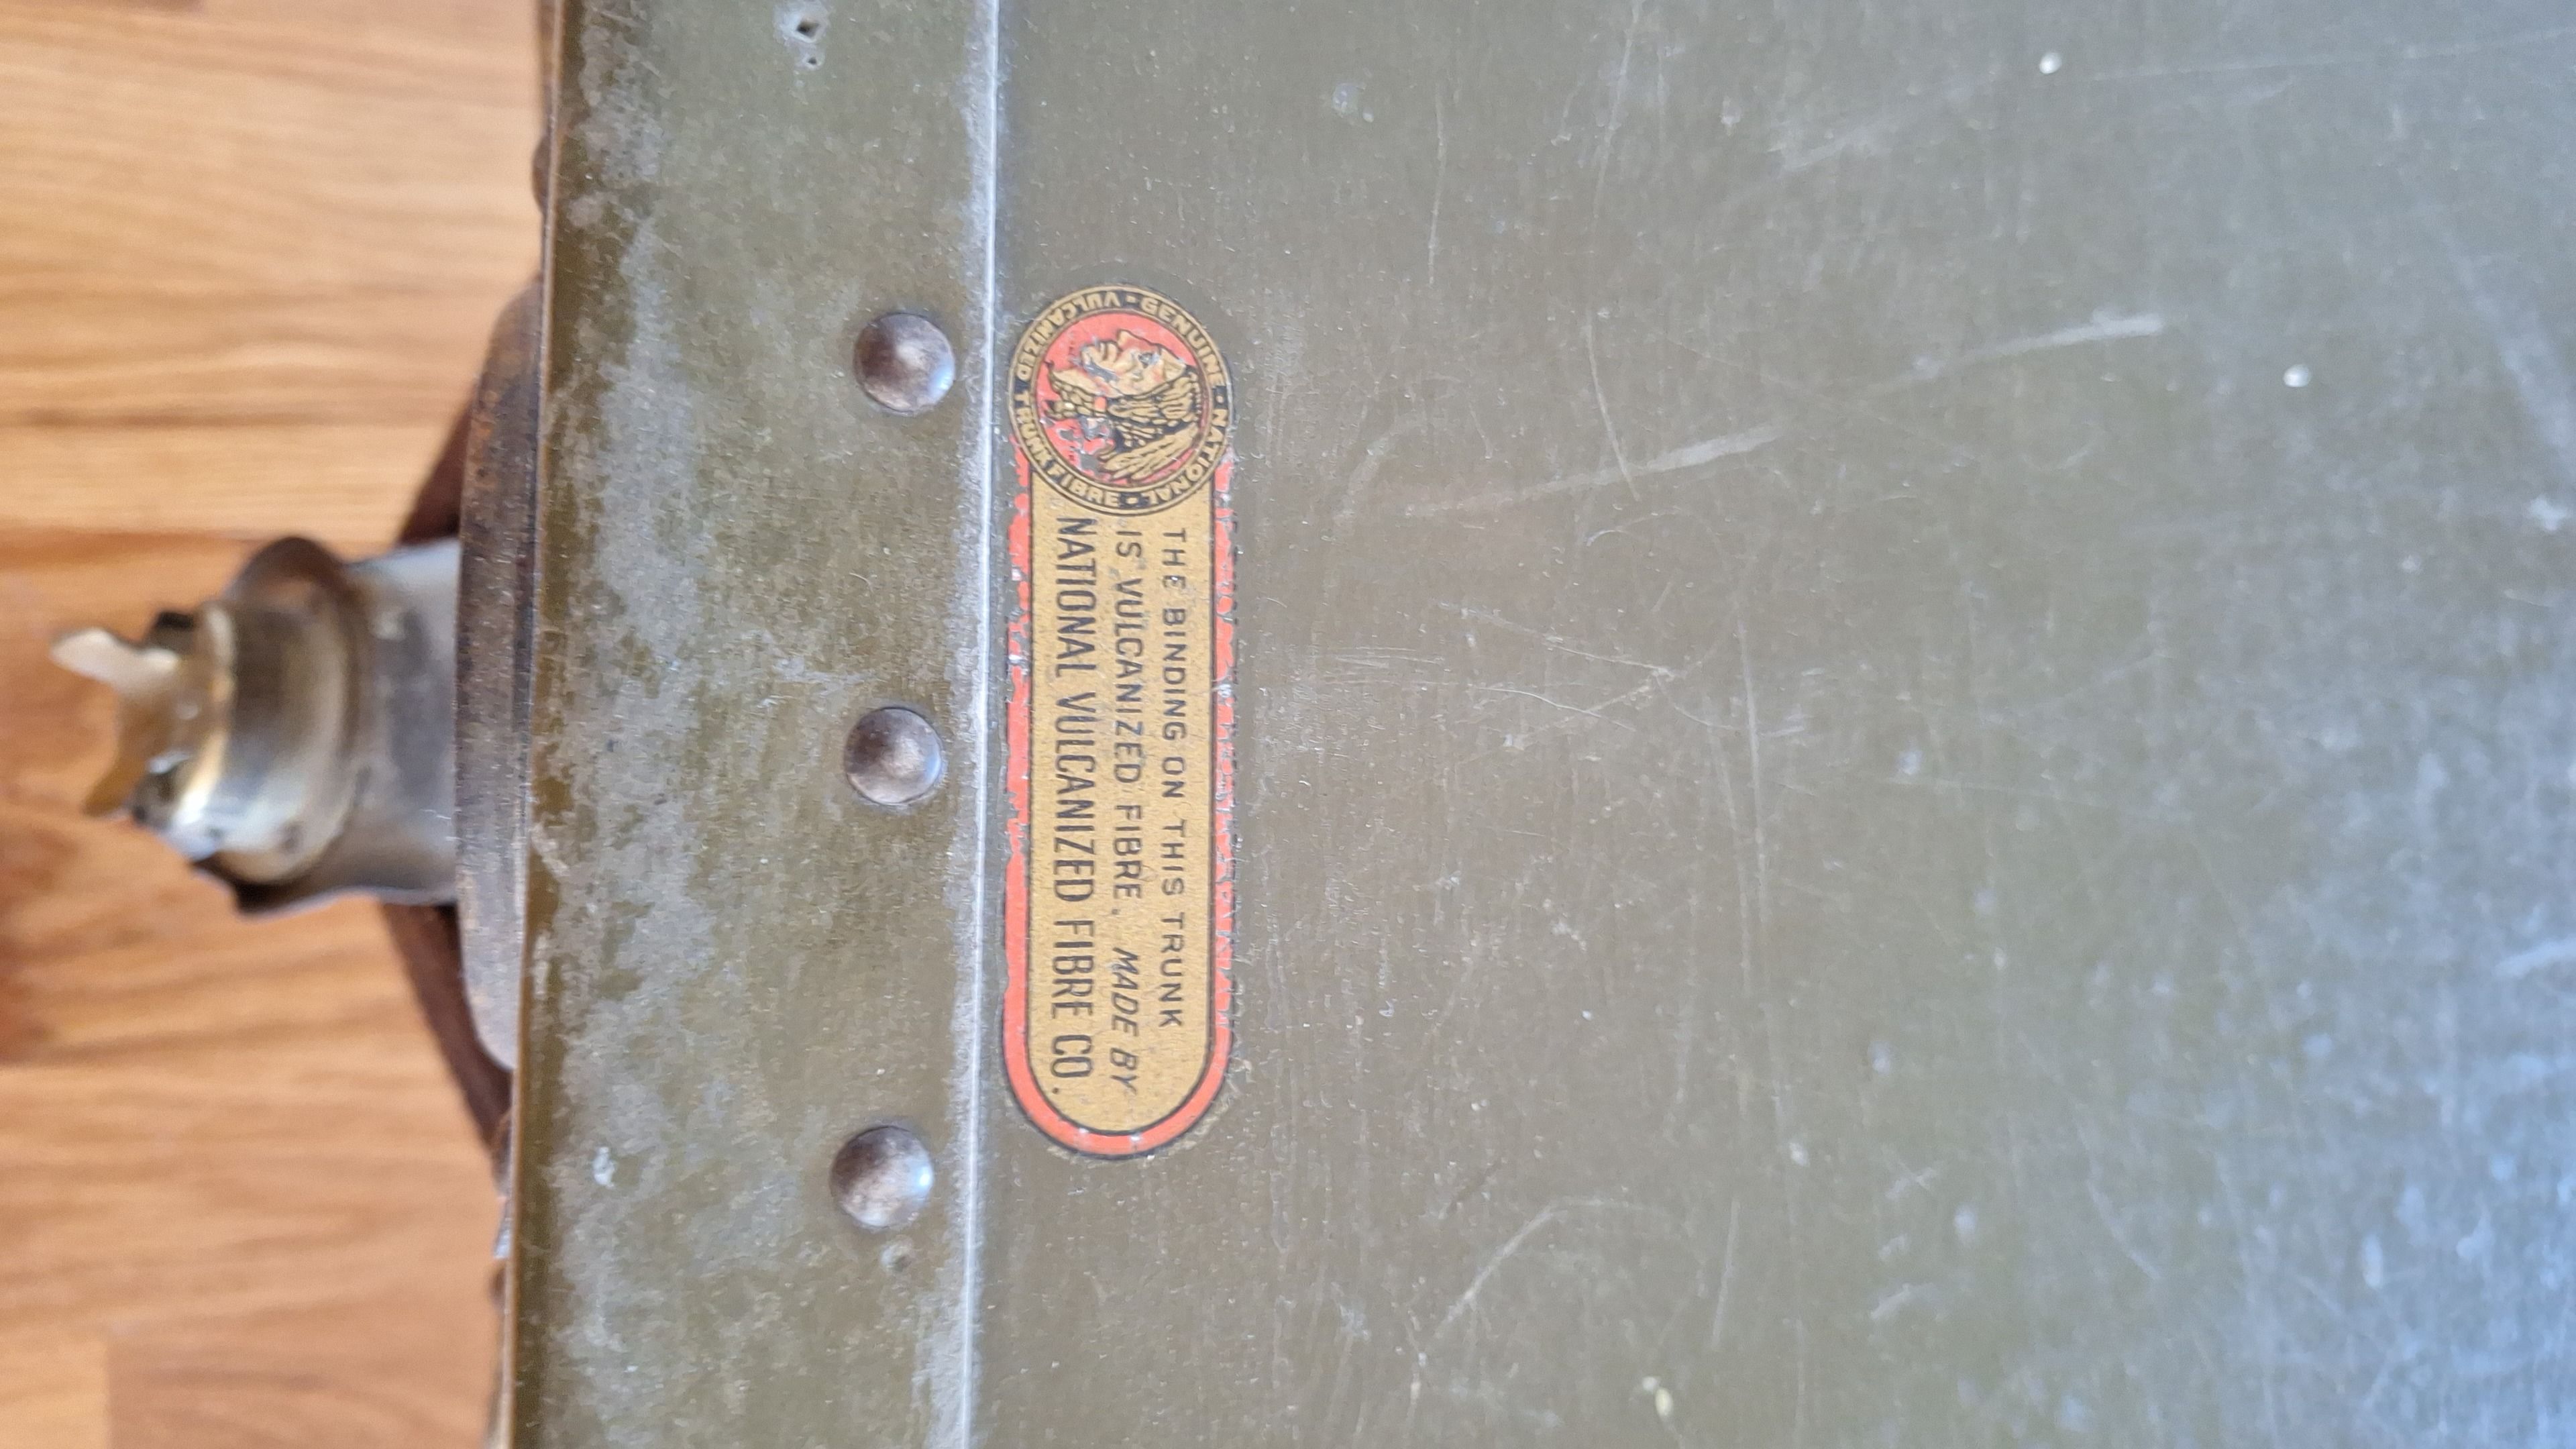 GENUINE · NATIONAL · VULCANIZED TRUNK FIBRE ·
THE BINDING ON THIS TRUNK
IS VULCANIZED FIBRE, MADE BY
NATIONAL VULCANIZED FIBRE CO.